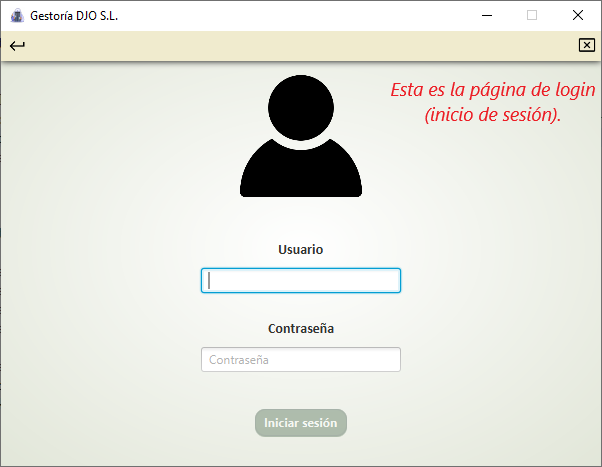 Gestoría DJO S.L.
Esta es la página de login
(inicio de sesión).
Usuario
Contraseña
Contraseña
Iniciar sesión